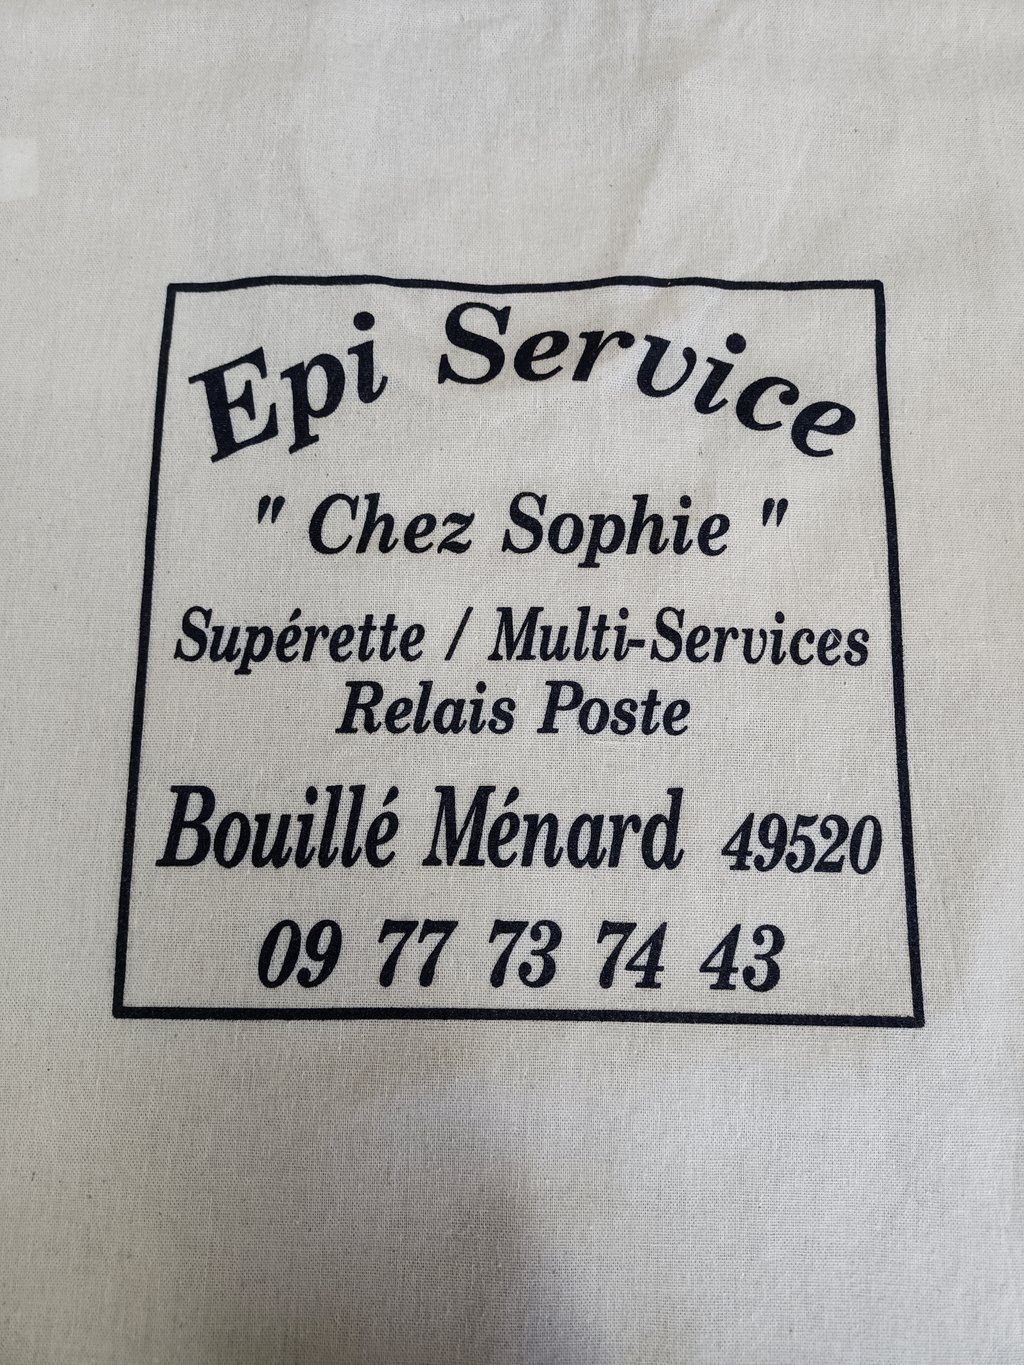 Epi Service
" Chez Sophie "
Supérette / Multi-Services
Relais Poste
Bouillé Ménard 49520
09 77 73 74 43